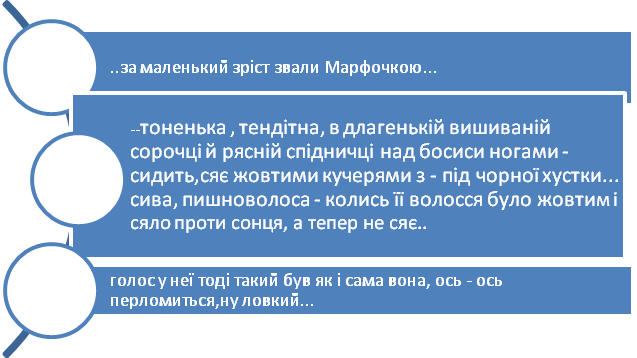 ..за маленький зріст звали Марфочкою...
--тоненька , тендітна, в длагенькій вишиваній
сорочці й рясній спідничці над босиси ногами -
сидить,сяє жовтими кучерями з - під чорної хустки...
сива, пишноволоса - колись її волосся було жовтим і
сяло проти сонця, а тепер не сяє..
голос у неї тоді такий був як і сама вона, ось - ось
перломиться,ну ловкий...